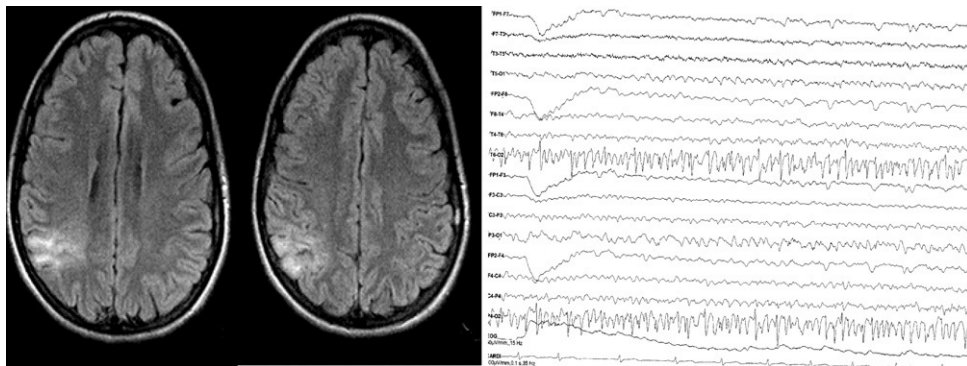 FP1-F7
F7-T3
T3-T5
T5-O1
FP2-F8
F8-T4
T4-T6
T6-O2
FP1-F3
F3-C3
C3-P3
P3-O1
FP2-F4
F4-C4
C4-P4
P4-O2
EOG